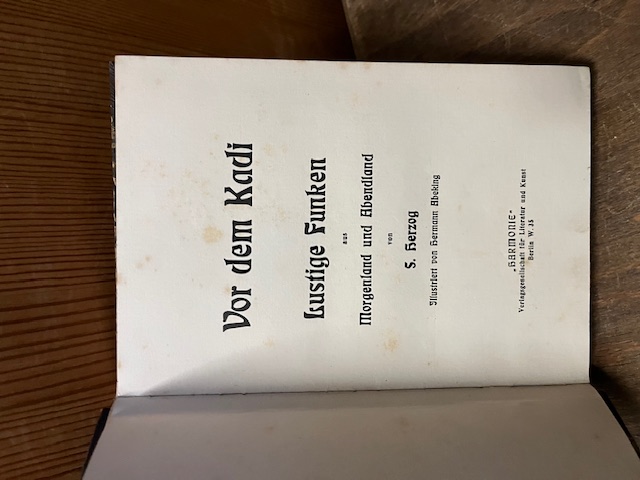 Vor dem Kadi
Lustige Funken
aus
Morgenland und Abendland
von
S. Herzog
Illustriert von Hermann Abeking
„HARMONIE“
Verlagsgesellschaft für Literatur und Kunst
Berlin W. 35